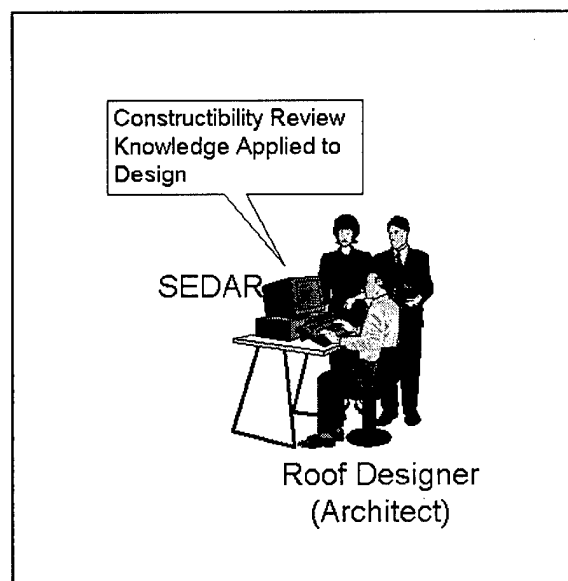 Constructibility Review
Knowledge Applied to
Design
SEDAR
Roof Designer
(Architect)